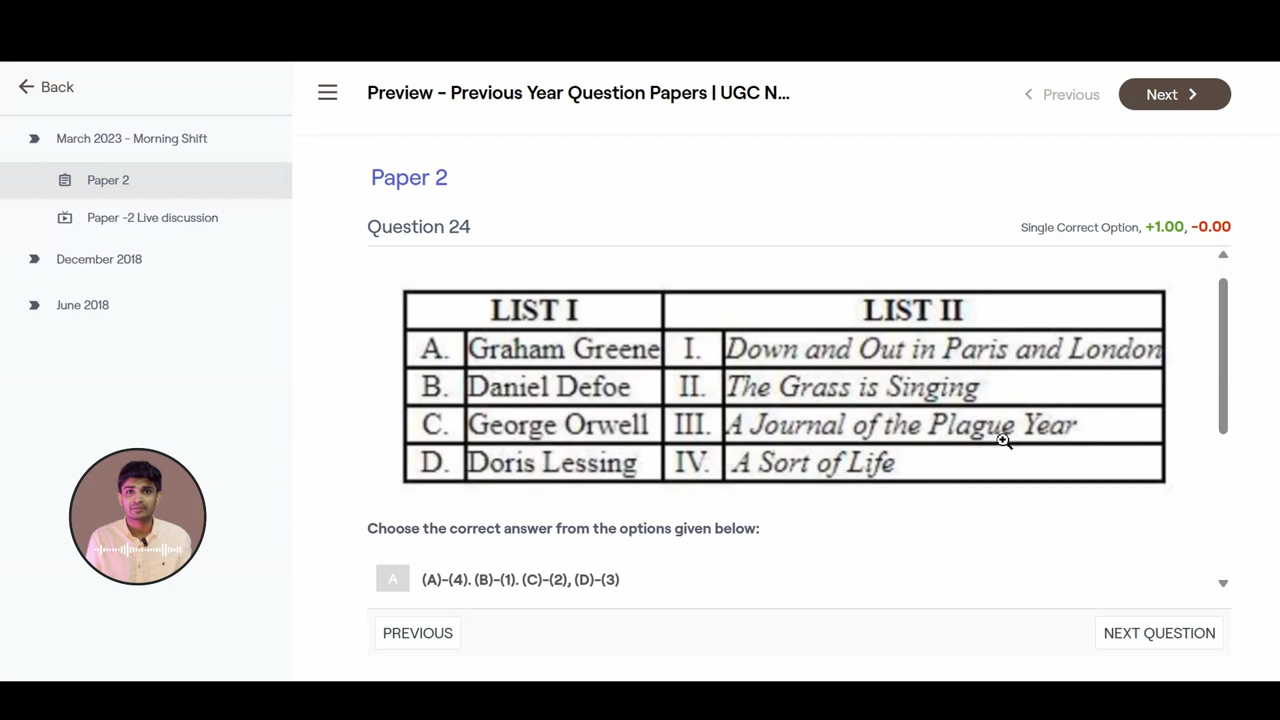 Back
Preview - Previous Year Question Papers | UGC N...
Previous
Next
March 2023 - Morning Shift
Paper 2
Paper -2 Live discussion
December 2018
June 2018
Paper 2
Question 24
Single Correct Option, +1.00, -0.00
LIST I LIST II
A. Graham Greene I. Down and Out in Paris and London
B. Daniel Defoe II. The Grass is Singing
C. George Orwell III. A Journal of the Plague Year
D. Doris Lessing IV. A Sort of Life
Choose the correct answer from the options given below:
A (A)-(4). (B)-(1). (C)-(2), (D)-(3)
PREVIOUS
NEXT QUESTION